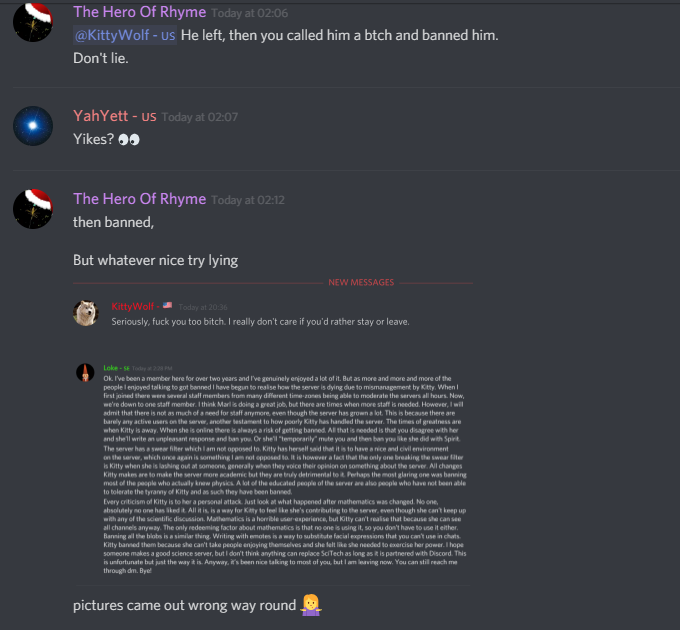 The Hero Of Rhyme Today at 02:06
@KittyWolf - us He left, then you called him a btch and banned him.
Don't lie.
YahYett - us Today at 02:07
Yikes? 👀
The Hero Of Rhyme Today at 02:12
then banned,
But whatever nice try lying
NEW MESSAGES
KittyWolf - 🇺🇸 Today at 20:36
Seriously, fuck you too bitch. I really don't care if you'd rather stay or leave.
Loke - se Today at 2:28 PM
Ok. I've been a member here for over two years and I've genuinely enjoyed a lot of it. But as more and more and more of the
people I enjoyed talking to got banned I have begun to realise how the server is dying due to mismanagement by Kitty. When I
first joined there were several staff members from many different time-zones being able to moderate the servers all hours. Now,
we're down to one staff member. I think Marl is doing a great job, but there are times when more staff is needed. However, I will
admit that there is not as much of a need for staff anymore, even though the server has grown a lot. This is because there are
barely any active users on the server, another testament to how poorly Kitty has handled the server. The times of greatness are
when Kitty is away. When she is online there is always a risk of getting banned. All that is needed is that you disagree with her
and she'll write an unpleasant response and ban you. Or she'll "temporarily" mute you and then ban you like she did with Spirit.
The server has a swear filter which I am not opposed to. Kitty has herself said that it is to have a nice and civil environment
on the server, which once again is something I am not opposed to. It is however a fact that the only one breaking the swear filter
is Kitty when she is lashing out at someone, generally when they voice their opinion on something about the server. All changes
Kitty makes are to make the server more academic but they are truly detrimental to it. Perhaps the most glaring one was banning
most of the people who actually knew physics. A lot of the educated people of the server are also people who have not been able
to tolerate the tyranny of Kitty and as such they have been banned.
Every criticism of Kitty is to her a personal attack. Just look at what happened after mathematics was changed. No one,
absolutely no one has liked it. All it is, is a way for Kitty to feel like she's contributing to the server, even though she can't keep up
with any of the scientific discussion. Mathematics is a horrible user-experience, but Kitty can't realise that because she can see
all channels anyway. The only redeeming factor about mathematics is that no one is using it, so you don't have to use it either.
Banning all the blobs is a similar thing. Writing with emotes is a way to substitute facial expressions that you can't use in chats.
Kitty banned them because she can't take people enjoying themselves and she felt like she needed to exercise her power. I hope
someone makes a good science server, but I don't think anything can replace SciTech as long as it is partnered with Discord. This
is unfortunate but just the way it is. Anyway, it's been nice talking to most of you, but I am leaving now. You can still reach me
through dm. Bye!
pictures came out wrong way round 🤷‍♀️